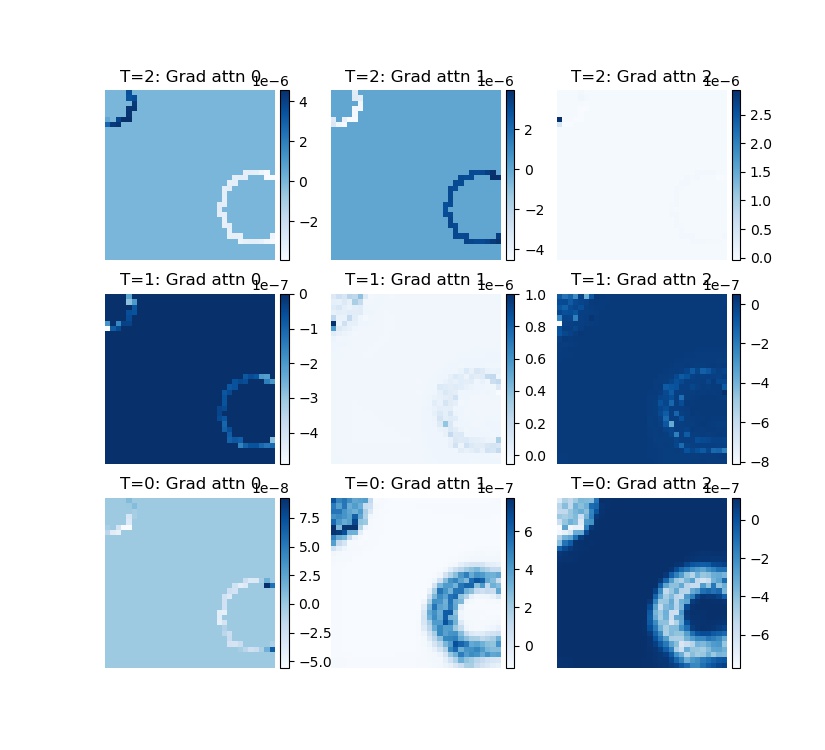 T=2: Grad attn 0
1e−6
4
2
0
−2
T=2: Grad attn 1
1e−6
2
0
−2
−4
T=2: Grad attn 2
1e−6
2.5
2.0
1.5
1.0
0.5
0.0
T=1: Grad attn 0
1e−7
0
−1
−2
−3
−4
T=1: Grad attn 1
1e−6
1.0
0.8
0.6
0.4
0.2
0.0
T=1: Grad attn 2
1e−7
0
−2
−4
−6
−8
T=0: Grad attn 0
1e−8
7.5
5.0
2.5
0.0
−2.5
−5.0
T=0: Grad attn 1
1e−7
6
4
2
0
T=0: Grad attn 2
1e−7
0
−2
−4
−6